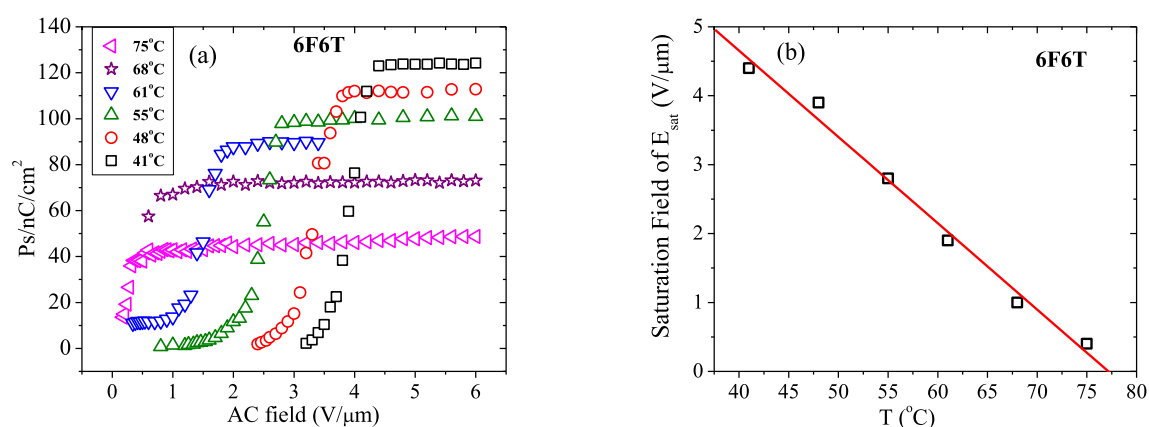 140
120
100
80
60
40
20
0
Ps/nC/cm²
75°C
68°C
61°C
55°C
48°C
41°C
(a)
6F6T
0 1 2 3 4 5 6
AC field (V/μm)
5
4
3
2
1
0
Saturation Field of E_sat (V/μm)
(b)
6F6T
40 45 50 55 60 65 70 75 80
T (°C)